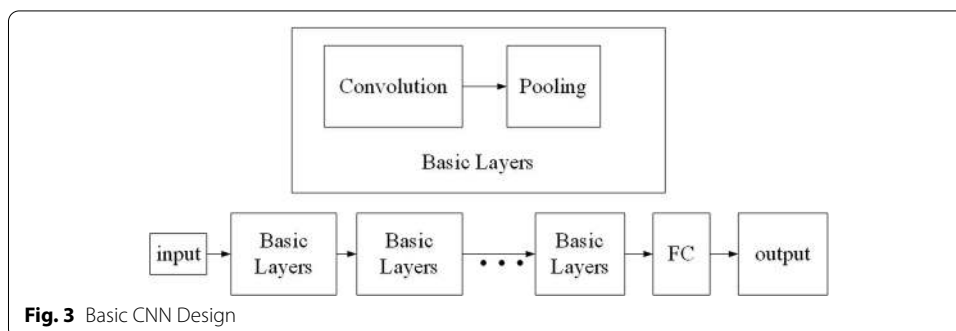 Convolution
Pooling
Basic Layers
input
Basic
Layers
Basic
Layers
• • •
Basic
Layers
FC
output
Fig. 3 Basic CNN Design